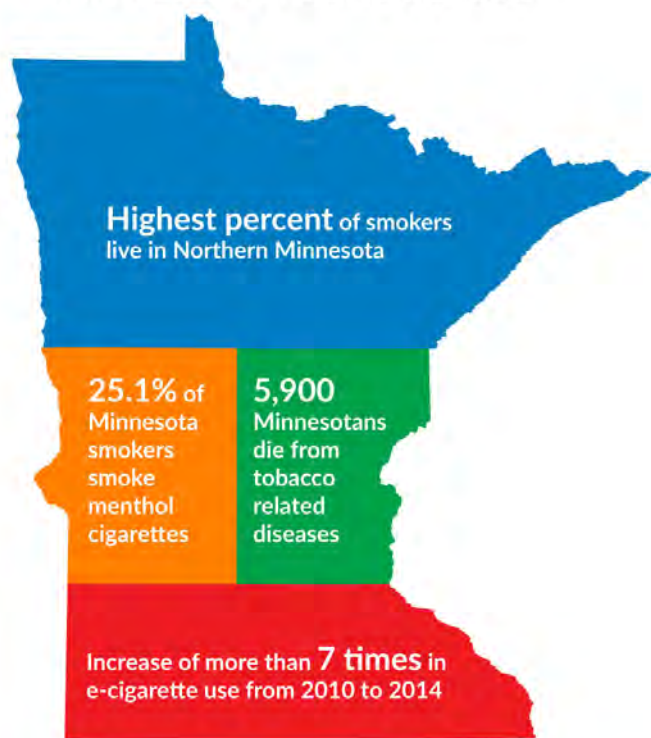 Highest percent of smokers
live in Northern Minnesota
25.1% of
Minnesota
smokers
smoke
menthol
cigarettes
5,900
Minnesotans
die from
tobacco
related
diseases
Increase of more than 7 times in
e-cigarette use from 2010 to 2014